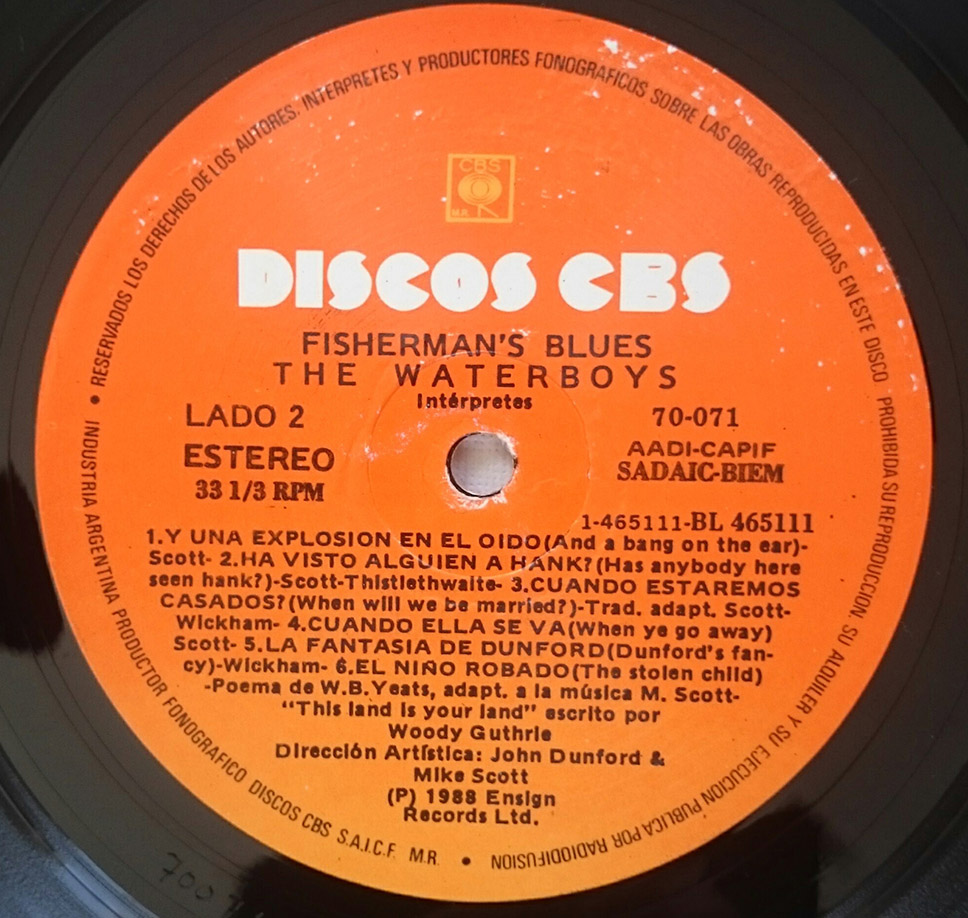 • RESERVADOS LOS DERECHOS DE LOS AUTORES, INTERPRETES Y PRODUCTORES FONOGRAFICOS SOBRE LAS OBRAS REPRODUCIDAS EN ESTE DISCO. PROHIBIDA SU REPRODUCCION, SU ALQUILER Y SU EJECUCION PUBLICA POR RADIODIFUSION
CBS
M.R.
DISCOS CBS
FISHERMAN'S BLUES
THE WATERBOYS
Intérpretes
LADO 2
ESTEREO
33 1/3 RPM
70-071
AADI-CAPIF
SADAIC-BIEM
1-465111-BL 465111
1.Y UNA EXPLOSION EN EL OIDO(And a bang on the ear)-
Scott- 2.HA VISTO ALGUIEN A HANK?(Has anybody here
seen hank?)-Scott-Thistlethwaite- 3.CUANDO ESTAREMOS
CASADOS?(When will we be married?)-Trad. adapt. Scott-
Wickham- 4.CUANDO ELLA SE VA(When ye go away)
Scott- 5.LA FANTASIA DE DUNFORD(Dunford's fan-
cy)-Wickham- 6.EL NIÑO ROBADO(The stolen child)
-Poema de W.B.Yeats, adapt. a la música M. Scott-
"This land is your land" escrito por
Woody Guthrie
Dirección Artística: John Dunford &
Mike Scott
(P) 1988 Ensign
Records Ltd.
INDUSTRIA ARGENTINA PRODUCTOR FONOGRAFICO DISCOS CBS S.A.I.C.F. M.R. •
700